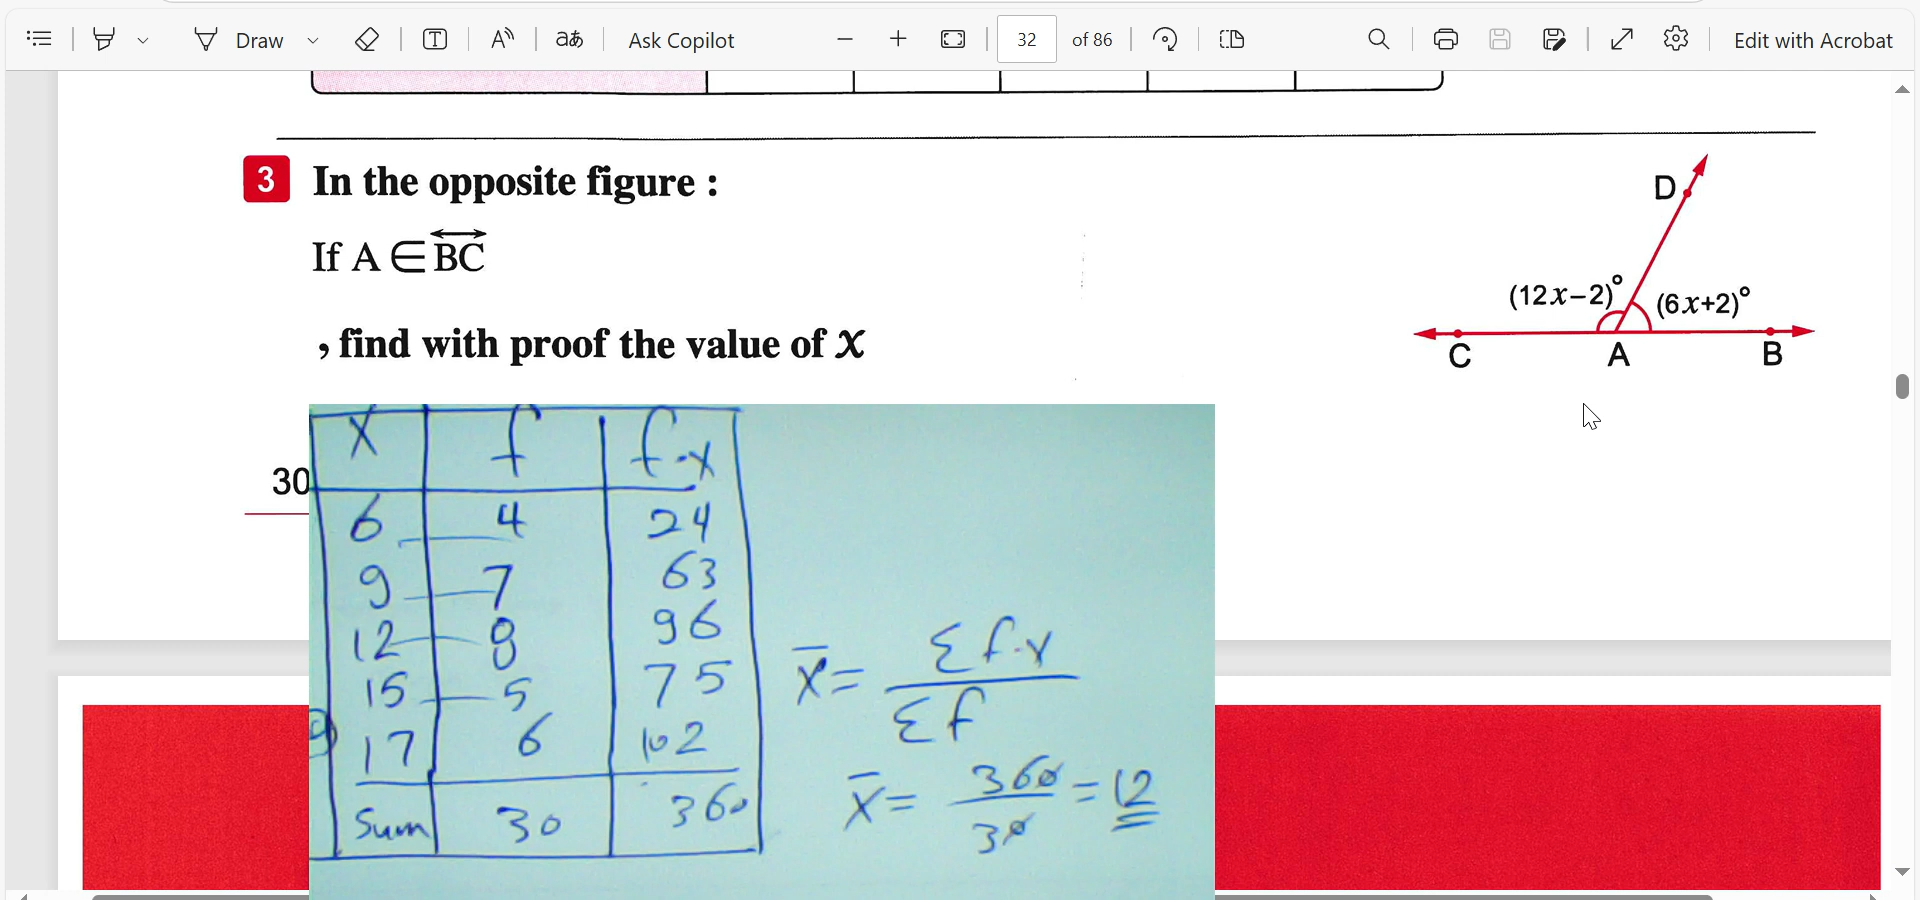 Draw
Ask Copilot
32 of 86
Edit with Acrobat
3 In the opposite figure :
If A ∈ BC
, find with proof the value of x
D
(12x−2)° (6x+2)°
C A B
30
X f f.x
6 4 24
9 7 63
12 8 96
15 5 75
17 6 102
Sum 30 360
x̄ = Σf.x / Σf
x̄ = 360 / 30 = 12